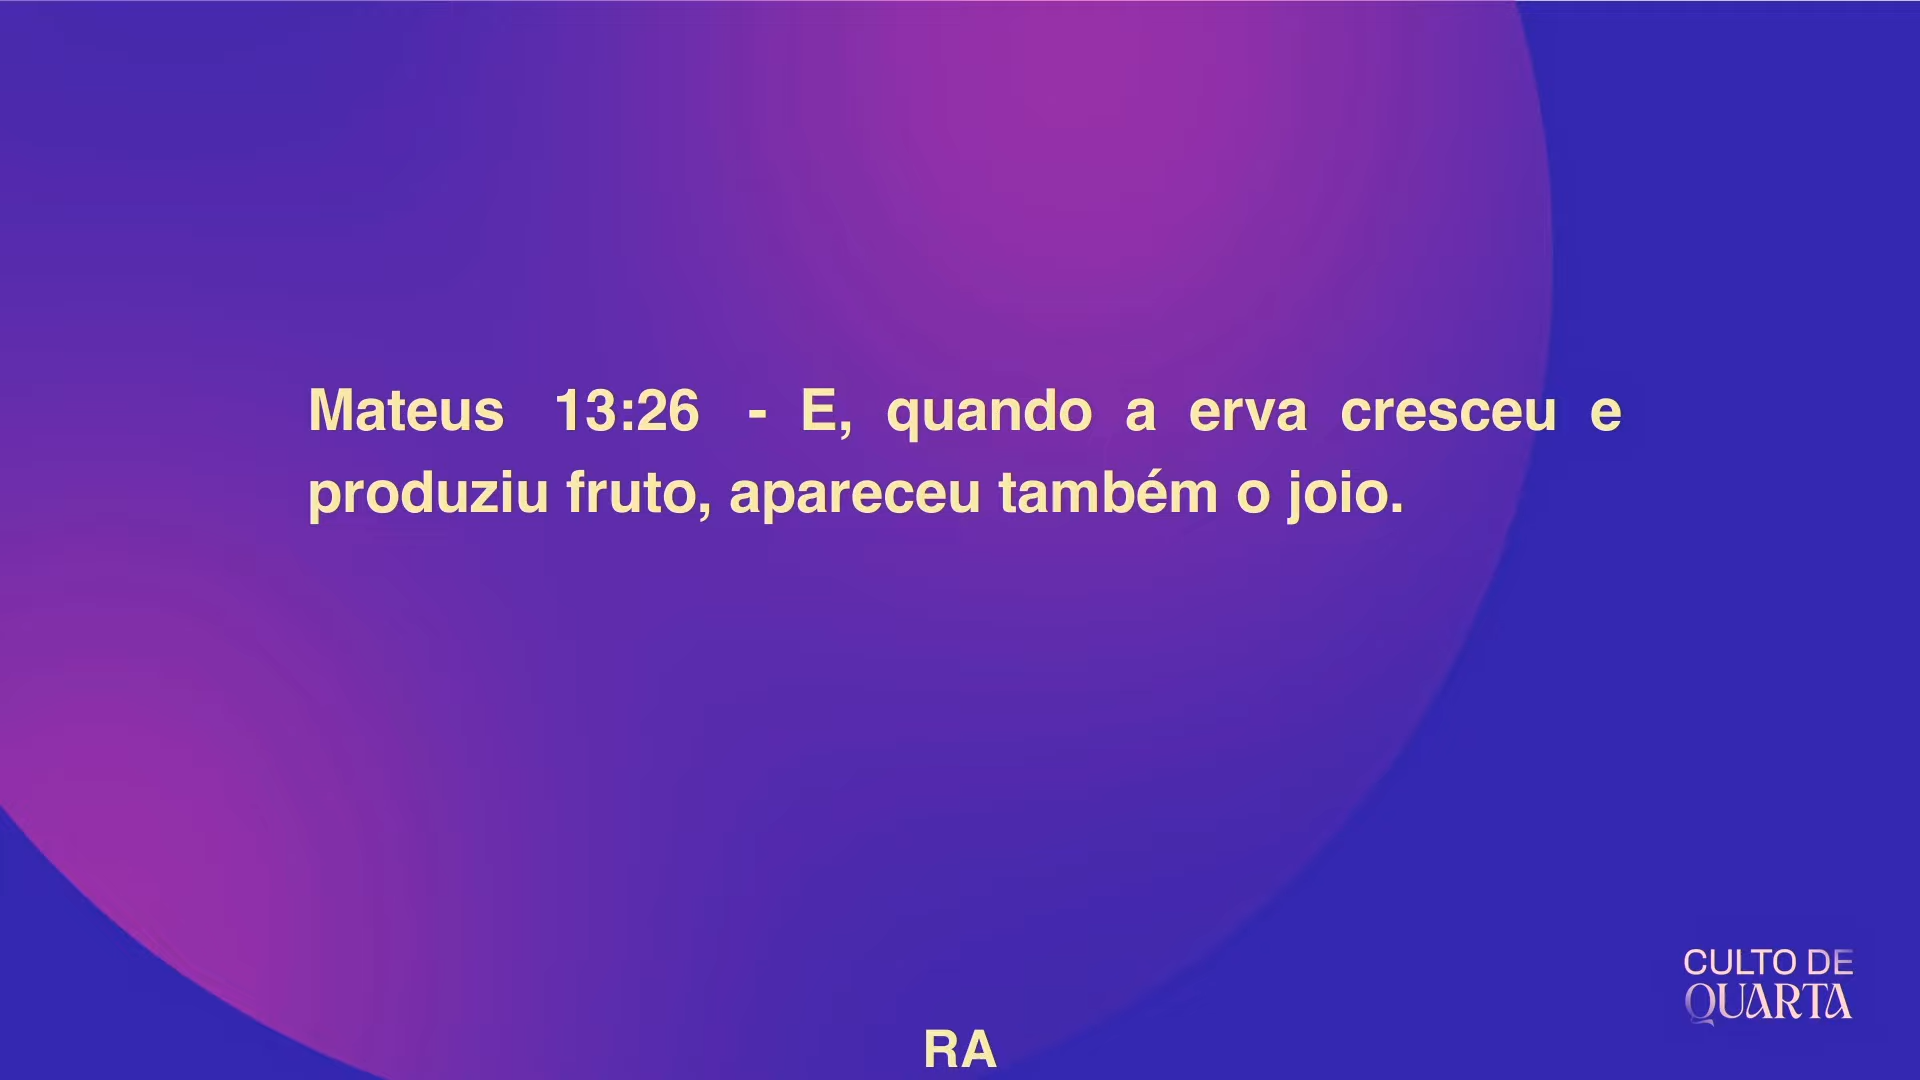 Mateus 13:26 - E, quando a erva cresceu e
produziu fruto, apareceu também o joio.
CULTO DE
QUARTA
RA